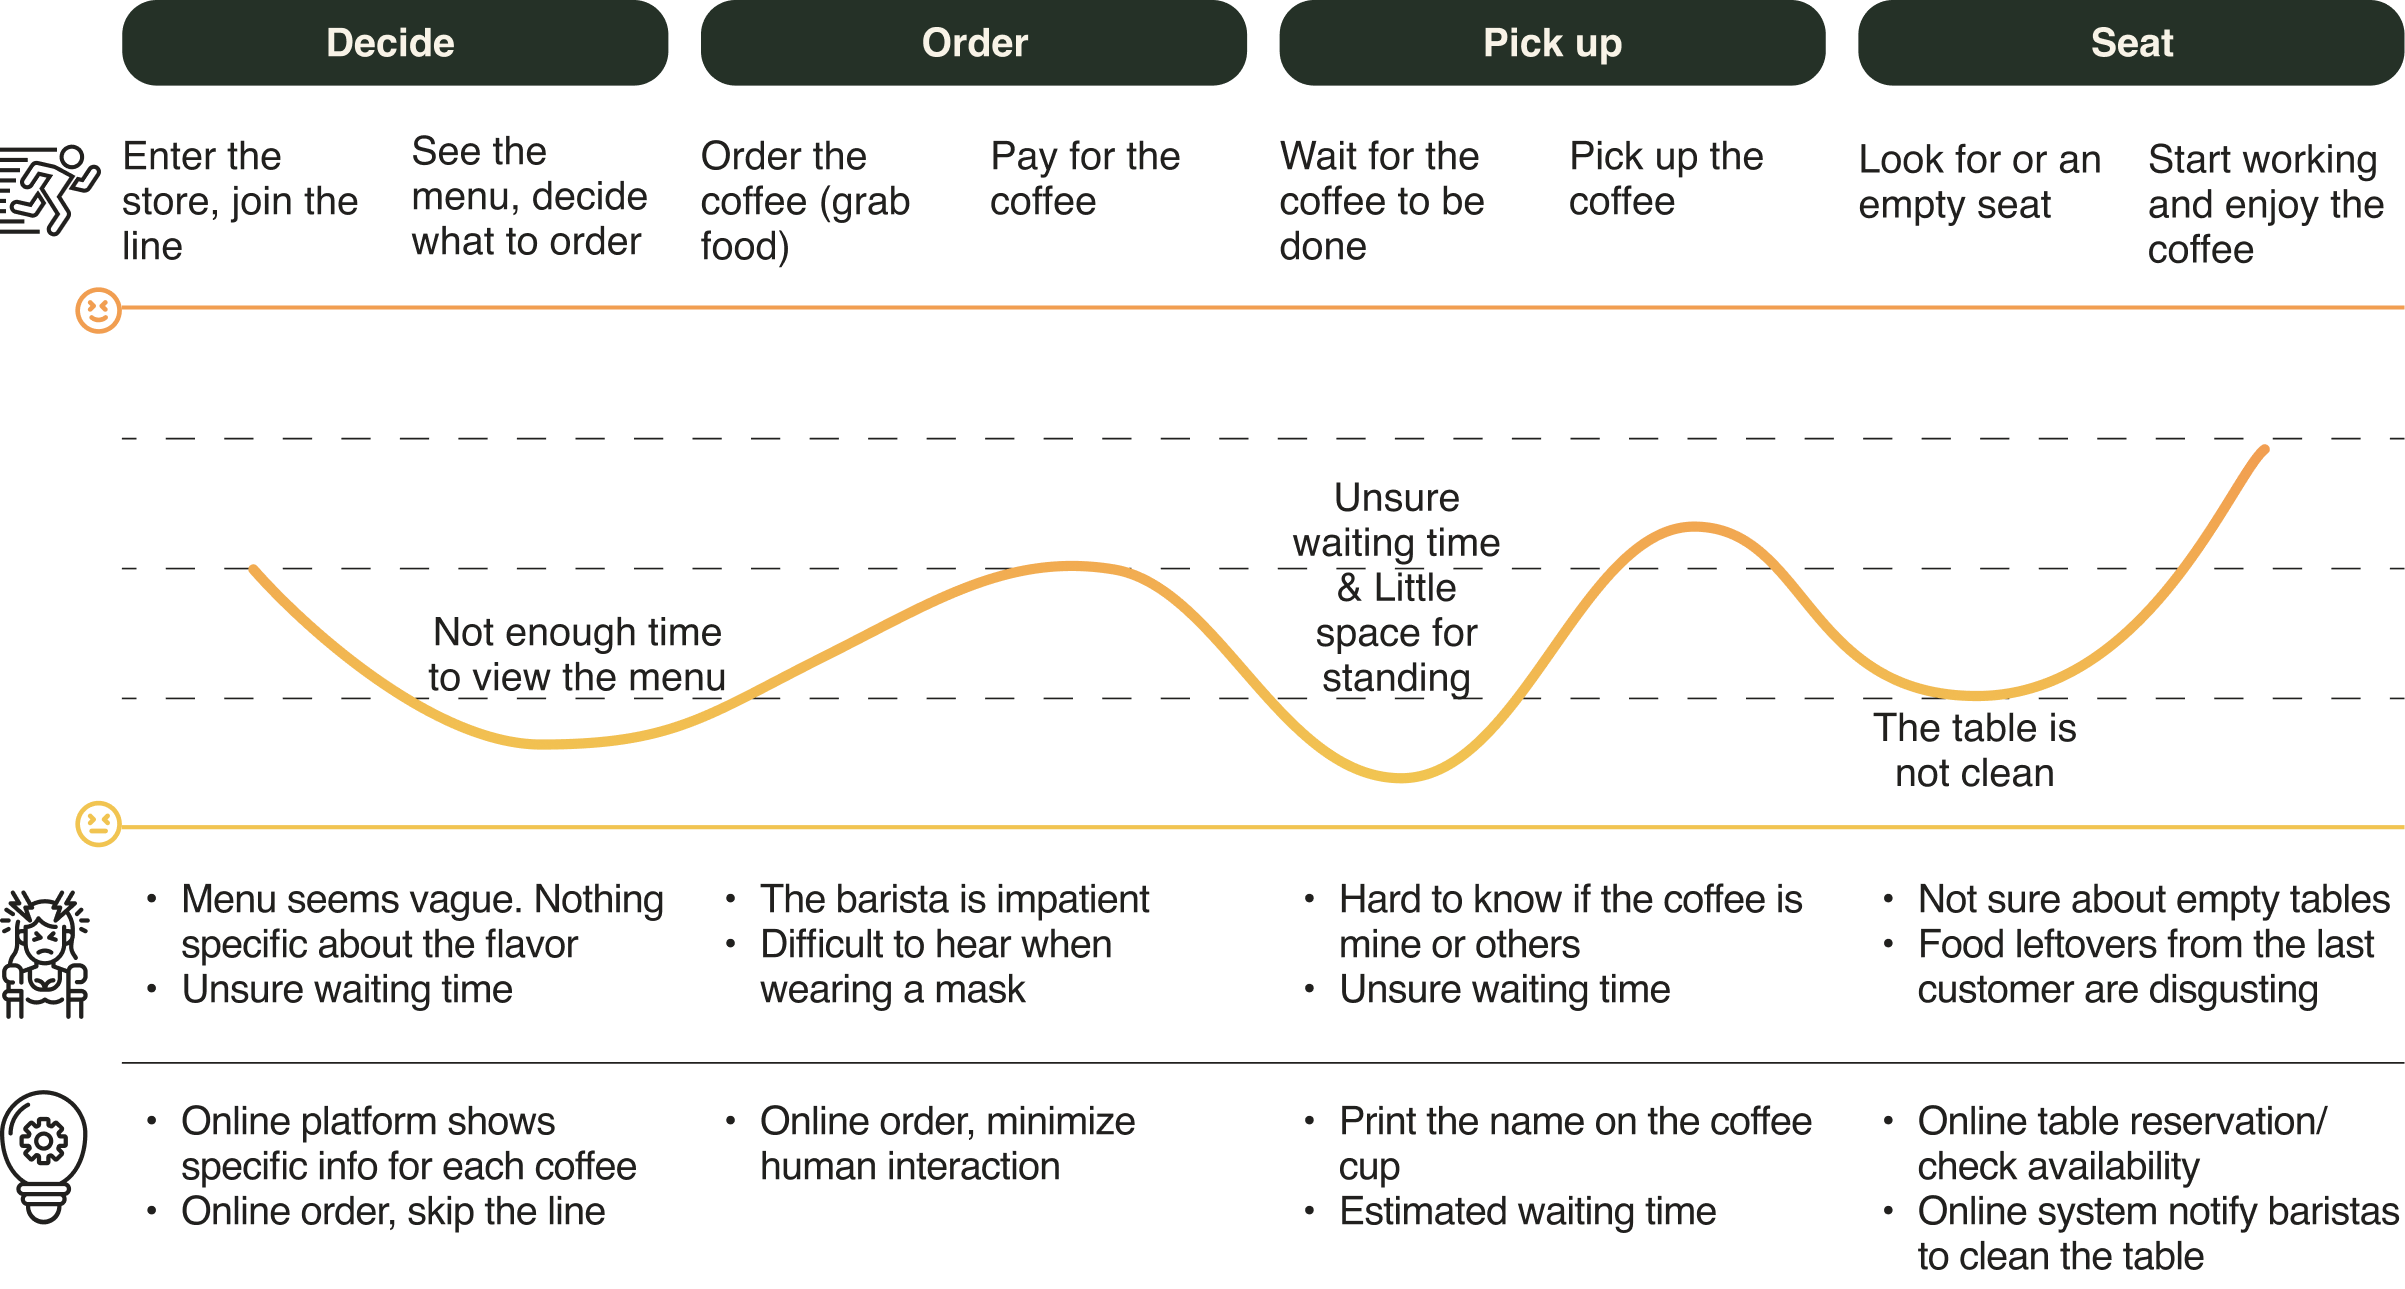 Decide
Order
Pick up
Seat
Enter the
store, join the
line
See the
menu, decide
what to order
Order the
coffee (grab
food)
Pay for the
coffee
Wait for the
coffee to be
done
Pick up the
coffee
Look for or an
empty seat
Start working
and enjoy the
coffee
Not enough time
to view the menu
Unsure
waiting time
& Little
space for
standing
The table is
not clean
• Menu seems vague. Nothing
specific about the flavor
• Unsure waiting time
• The barista is impatient
• Difficult to hear when
wearing a mask
• Hard to know if the coffee is
mine or others
• Unsure waiting time
• Not sure about empty tables
• Food leftovers from the last
customer are disgusting
• Online platform shows
specific info for each coffee
• Online order, skip the line
• Online order, minimize
human interaction
• Print the name on the coffee
cup
• Estimated waiting time
• Online table reservation/
check availability
• Online system notify baristas
to clean the table